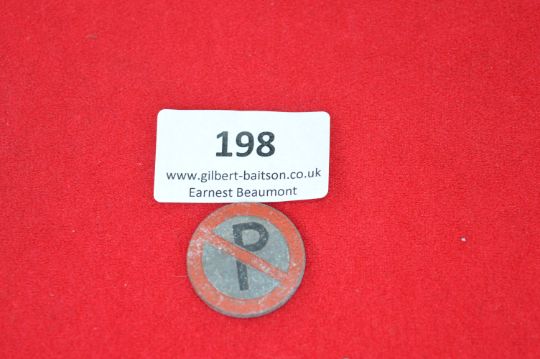 198
www.gilbert-baitson.co.uk
Earnest Beaumont
P